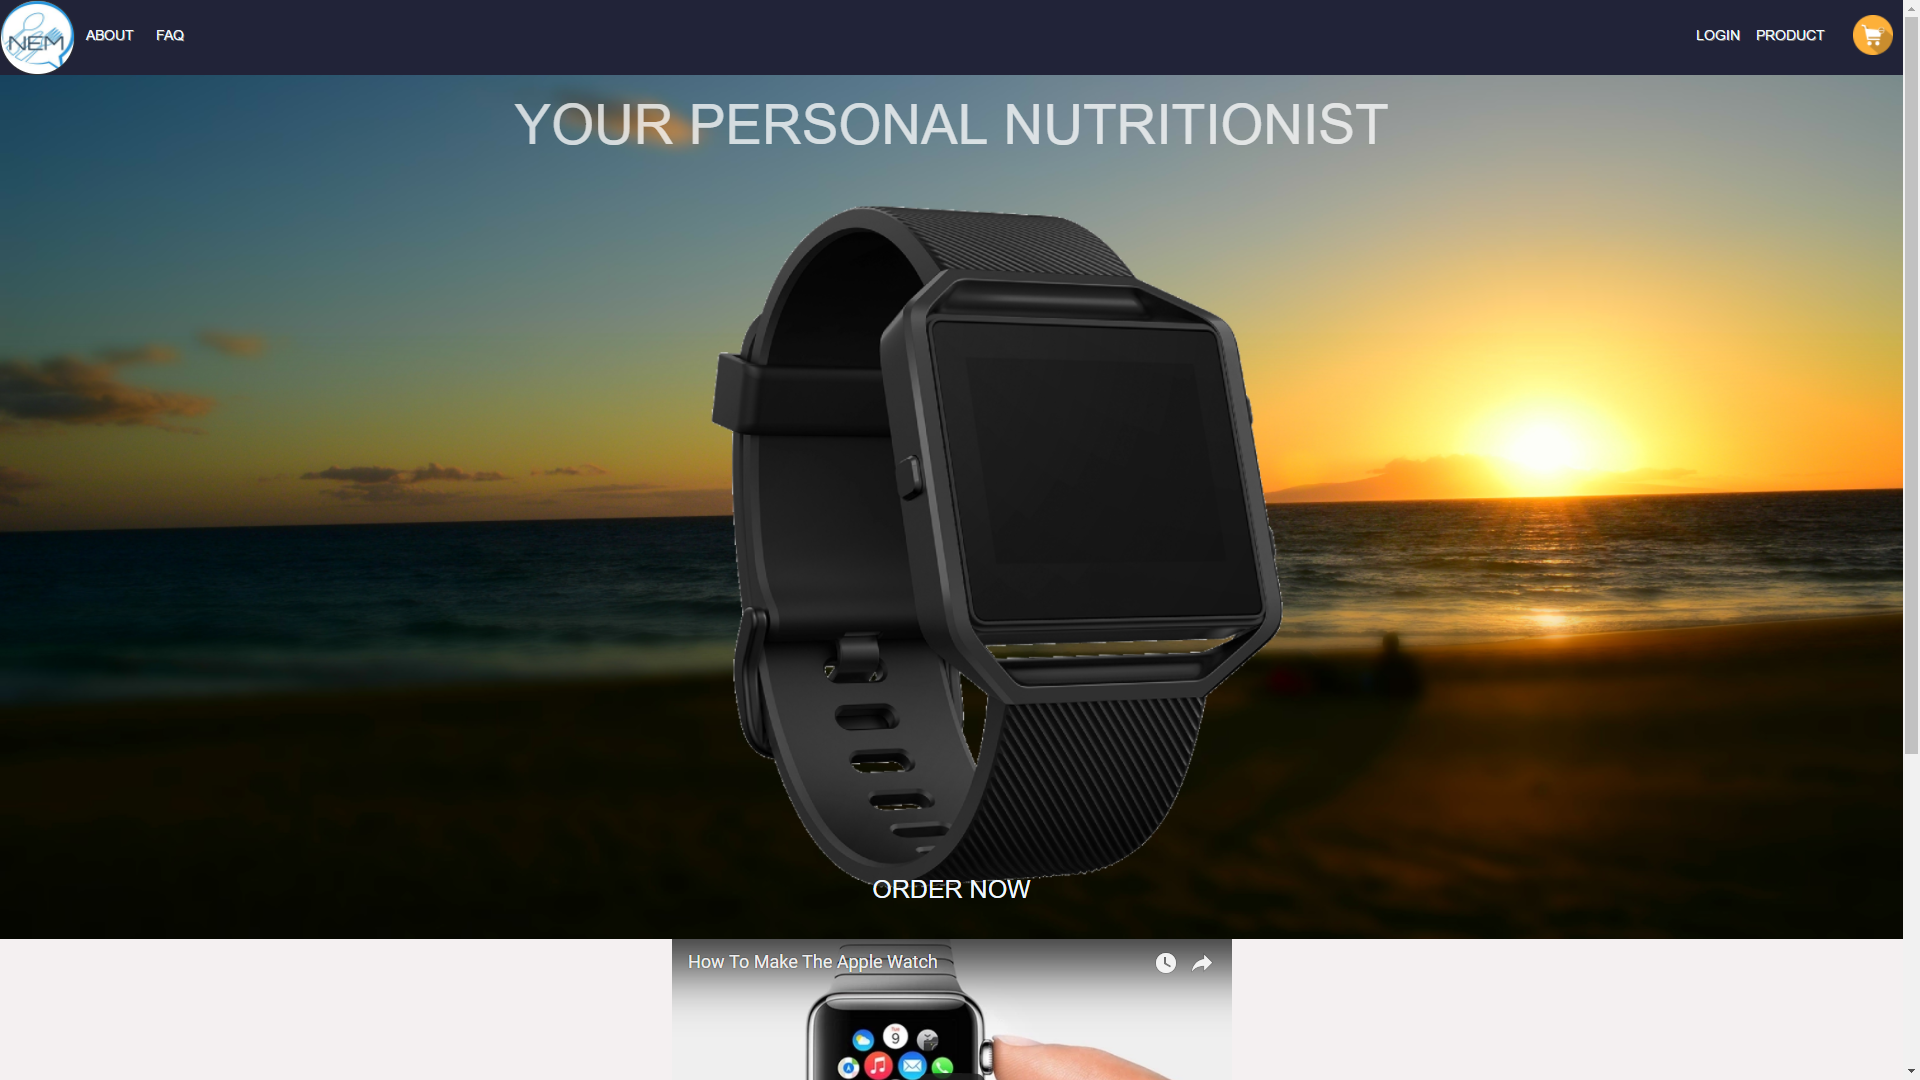 NEM
ABOUT
FAQ
LOGIN
PRODUCT
YOUR PERSONAL NUTRITIONIST
ORDER NOW
How To Make The Apple Watch
9